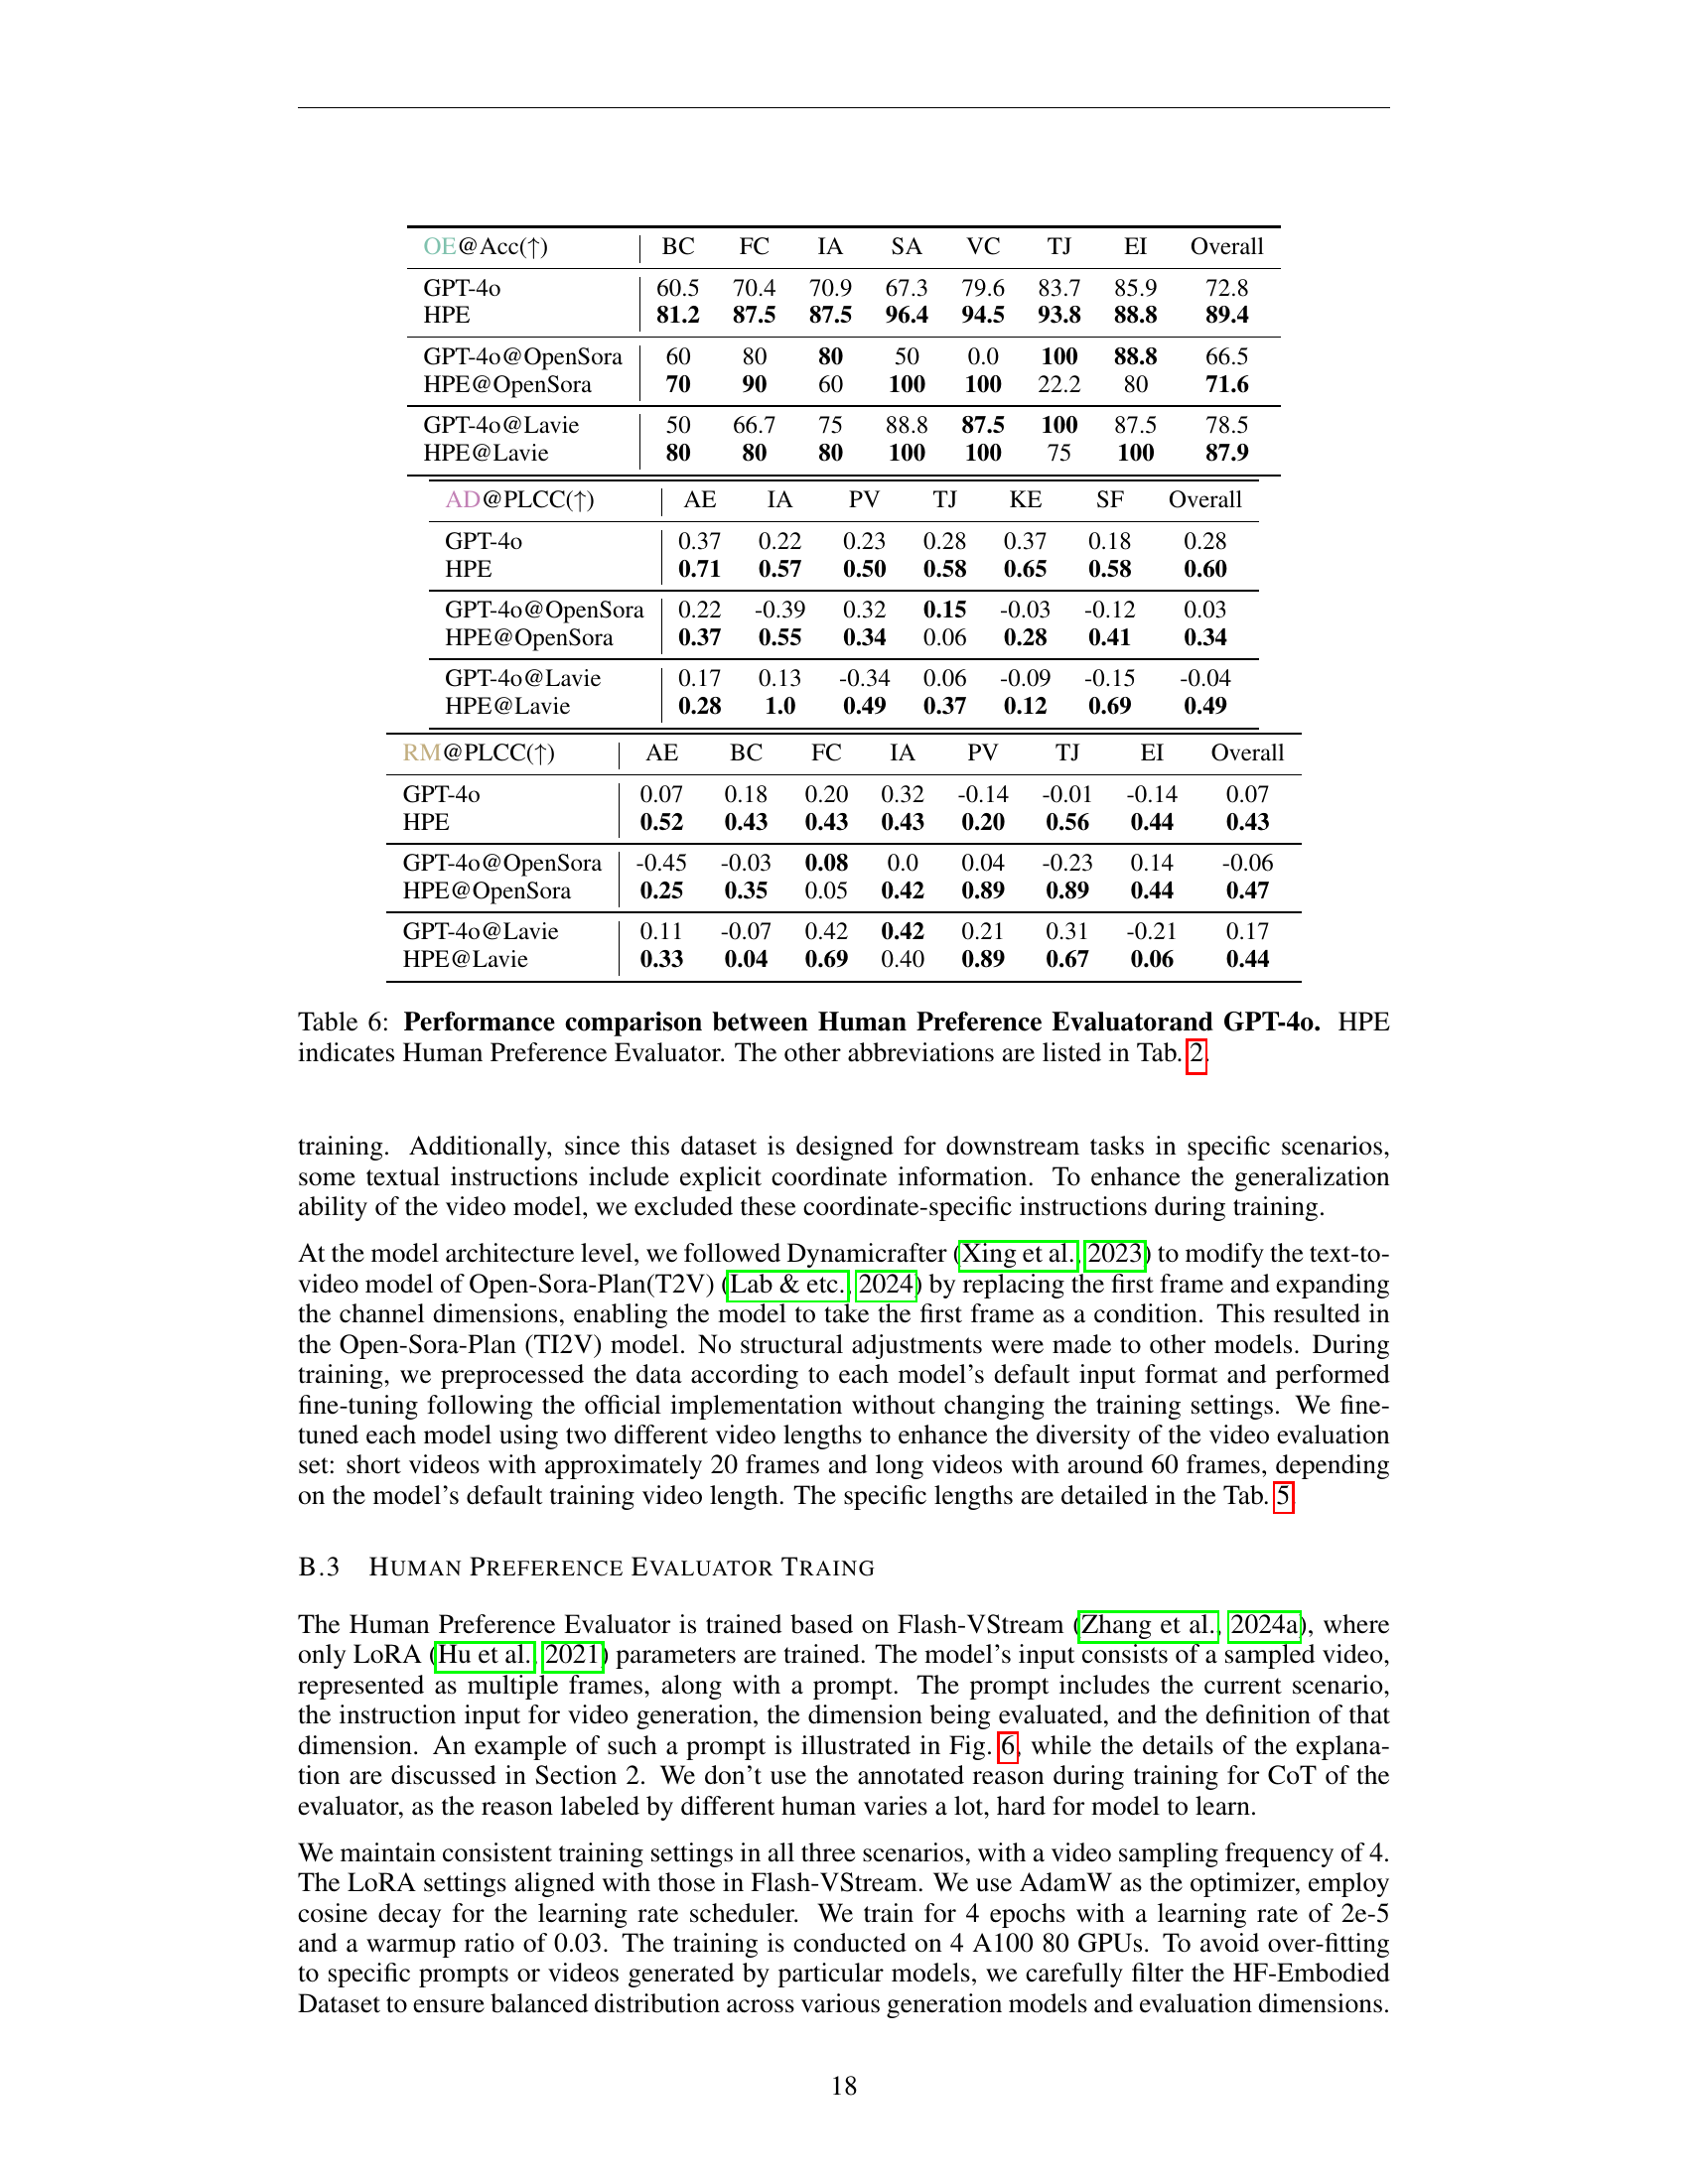 OE@Acc(↑) BC FC IA SA VC TJ EI Overall
GPT-4o 60.5 70.4 70.9 67.3 79.6 83.7 85.9 72.8
HPE 81.2 87.5 87.5 96.4 94.5 93.8 88.8 89.4
GPT-4o@OpenSora 60 80 80 50 0.0 100 88.8 66.5
HPE@OpenSora 70 90 60 100 100 22.2 80 71.6
GPT-4o@Lavie 50 66.7 75 88.8 87.5 100 87.5 78.5
HPE@Lavie 80 80 80 100 100 75 100 87.9
AD@PLCC(↑) AE IA PV TJ KE SF Overall
GPT-4o 0.37 0.22 0.23 0.28 0.37 0.18 0.28
HPE 0.71 0.57 0.50 0.58 0.65 0.58 0.60
GPT-4o@OpenSora 0.22 -0.39 0.32 0.15 -0.03 -0.12 0.03
HPE@OpenSora 0.37 0.55 0.34 0.06 0.28 0.41 0.34
GPT-4o@Lavie 0.17 0.13 -0.34 0.06 -0.09 -0.15 -0.04
HPE@Lavie 0.28 1.0 0.49 0.37 0.12 0.69 0.49
RM@PLCC(↑) AE BC FC IA PV TJ EI Overall
GPT-4o 0.07 0.18 0.20 0.32 -0.14 -0.01 -0.14 0.07
HPE 0.52 0.43 0.43 0.43 0.20 0.56 0.44 0.43
GPT-4o@OpenSora -0.45 -0.03 0.08 0.0 0.04 -0.23 0.14 -0.06
HPE@OpenSora 0.25 0.35 0.05 0.42 0.89 0.89 0.44 0.47
GPT-4o@Lavie 0.11 -0.07 0.42 0.42 0.21 0.31 -0.21 0.17
HPE@Lavie 0.33 0.04 0.69 0.40 0.89 0.67 0.06 0.44
Table 6: Performance comparison between Human Preference Evaluatorand GPT-4o. HPE
indicates Human Preference Evaluator. The other abbreviations are listed in Tab. 2.
training. Additionally, since this dataset is designed for downstream tasks in specific scenarios,
some textual instructions include explicit coordinate information. To enhance the generalization
ability of the video model, we excluded these coordinate-specific instructions during training.
At the model architecture level, we followed Dynamicrafter (Xing et al., 2023) to modify the text-to-
video model of Open-Sora-Plan(T2V) (Lab & etc., 2024) by replacing the first frame and expanding
the channel dimensions, enabling the model to take the first frame as a condition. This resulted in
the Open-Sora-Plan (TI2V) model. No structural adjustments were made to other models. During
training, we preprocessed the data according to each model's default input format and performed
fine-tuning following the official implementation without changing the training settings. We fine-
tuned each model using two different video lengths to enhance the diversity of the video evaluation
set: short videos with approximately 20 frames and long videos with around 60 frames, depending
on the model's default training video length. The specific lengths are detailed in the Tab. 5.
B.3 HUMAN PREFERENCE EVALUATOR TRAING
The Human Preference Evaluator is trained based on Flash-VStream (Zhang et al., 2024a), where
only LoRA (Hu et al., 2021) parameters are trained. The model's input consists of a sampled video,
represented as multiple frames, along with a prompt. The prompt includes the current scenario,
the instruction input for video generation, the dimension being evaluated, and the definition of that
dimension. An example of such a prompt is illustrated in Fig. 6, while the details of the explana-
tion are discussed in Section 2. We don't use the annotated reason during training for CoT of the
evaluator, as the reason labeled by different human varies a lot, hard for model to learn.
We maintain consistent training settings in all three scenarios, with a video sampling frequency of 4.
The LoRA settings aligned with those in Flash-VStream. We use AdamW as the optimizer, employ
cosine decay for the learning rate scheduler. We train for 4 epochs with a learning rate of 2e-5
and a warmup ratio of 0.03. The training is conducted on 4 A100 80 GPUs. To avoid over-fitting
to specific prompts or videos generated by particular models, we carefully filter the HF-Embodied
Dataset to ensure balanced distribution across various generation models and evaluation dimensions.
18